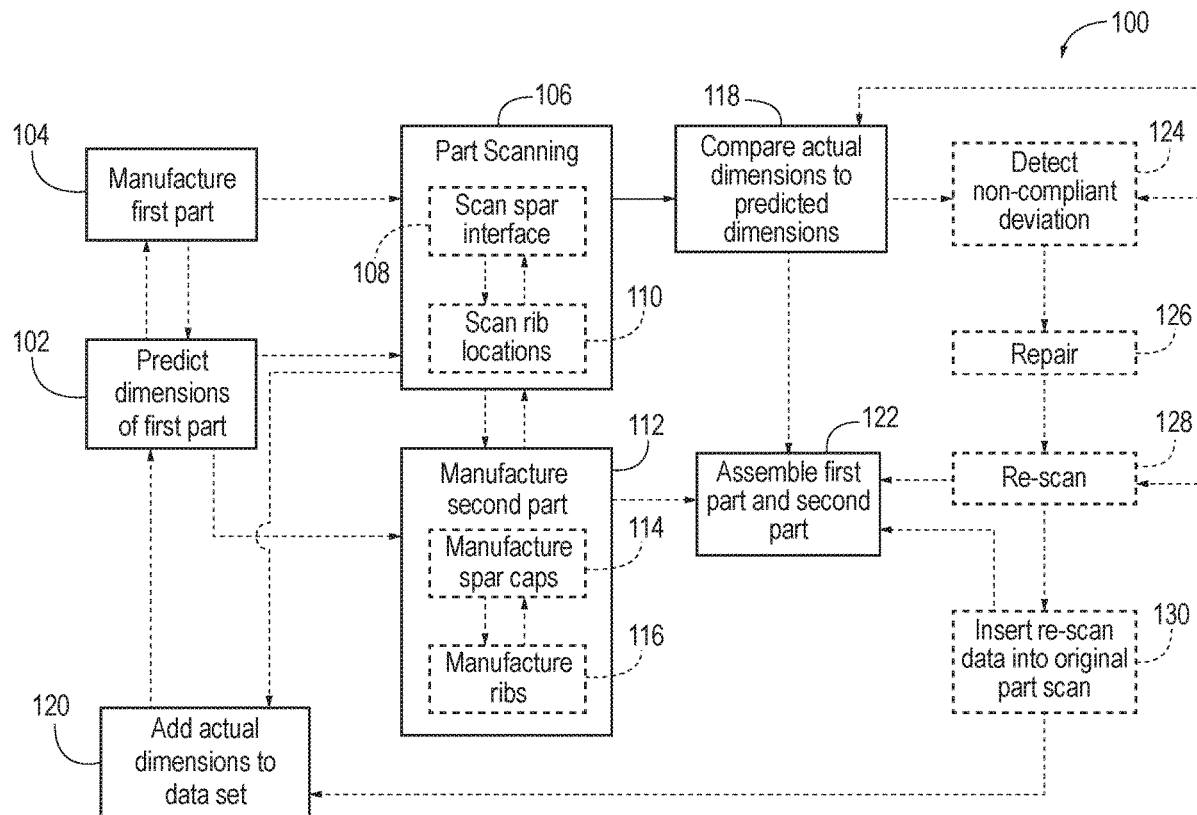 100
106
118
104
Part Scanning
Compare actual
dimensions to
predicted
dimensions
124
Detect
non-compliant
deviation
Manufacture
first part
Scan spar
interface
108
110
Scan rib
locations
126
Repair
102
Predict
dimensions
of first part
112
122
128
Manufacture
second part
Assemble first
part and second
part
Re-scan
114
Manufacture
spar caps
116
Manufacture
ribs
130
Insert re-scan
data into original
part scan
120
Add actual
dimensions to
data set